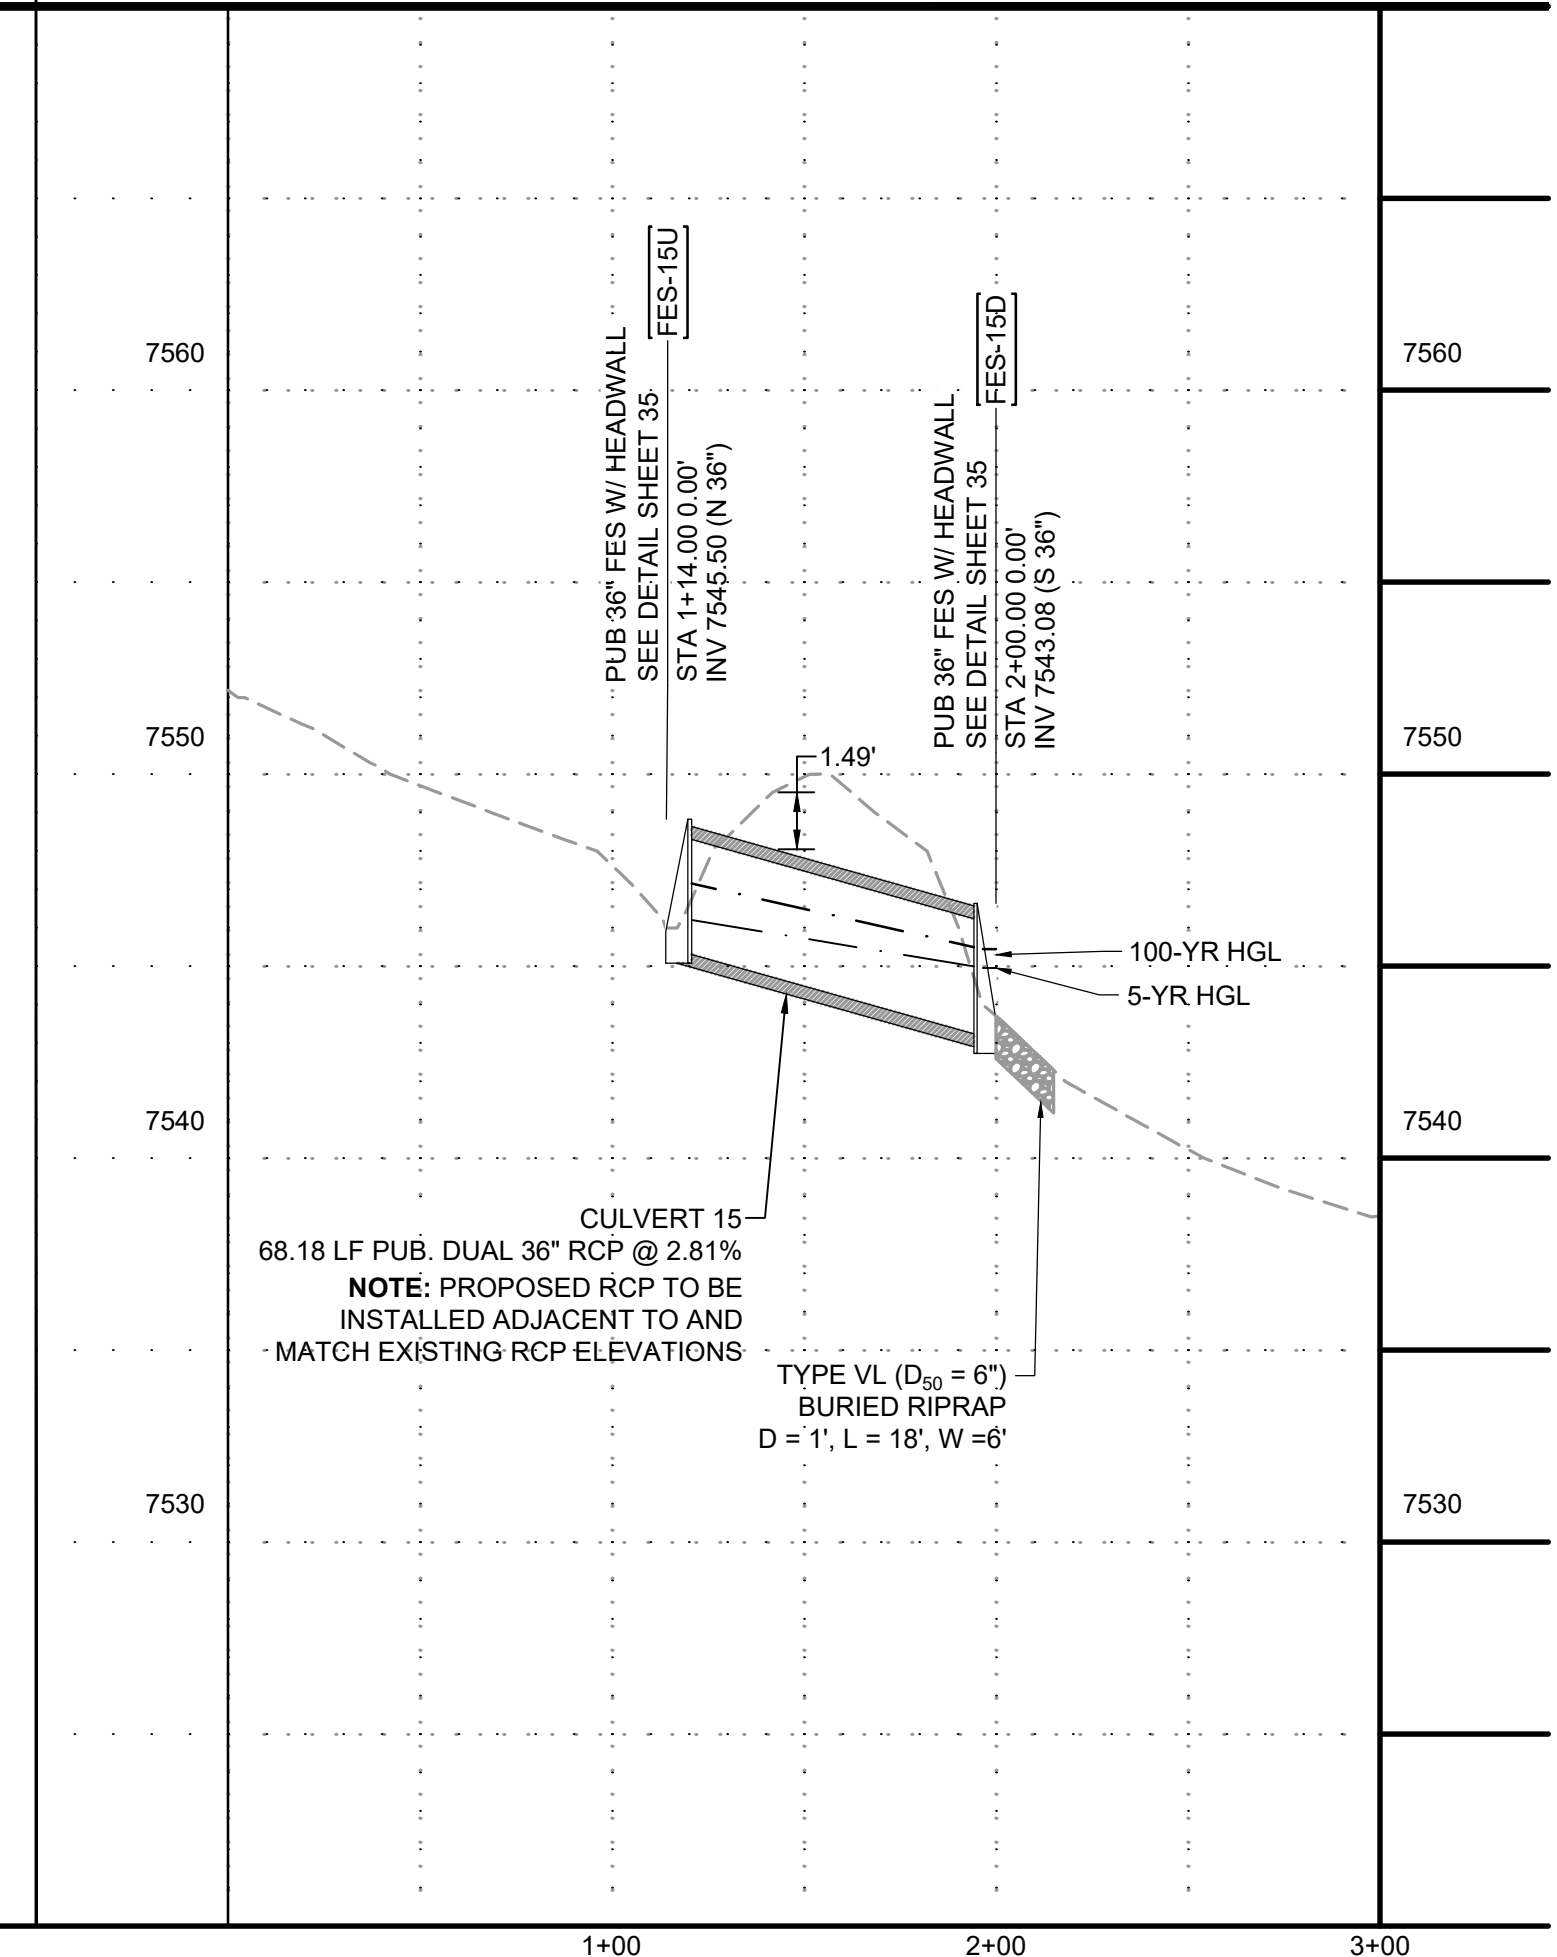 FES-15U
PUB 36" FES W/ HEADWALL
SEE DETAIL SHEET 35
STA 1+14.00 0.00'
INV 7545.50 (N 36")
FES-15D
PUB 36" FES W/ HEADWALL
SEE DETAIL SHEET 35
STA 2+00.00 0.00'
INV 7543.08 (S 36")
7560
7560
7550
7550
1.49'
100-YR HGL
5-YR HGL
7540
7540
CULVERT 15
68.18 LF PUB. DUAL 36" RCP @ 2.81%
NOTE: PROPOSED RCP TO BE
INSTALLED ADJACENT TO AND
MATCH EXISTING RCP ELEVATIONS
TYPE VL (D50 = 6")
BURIED RIPRAP
D = 1', L = 18', W =6'
7530
7530
1+00
2+00
3+00